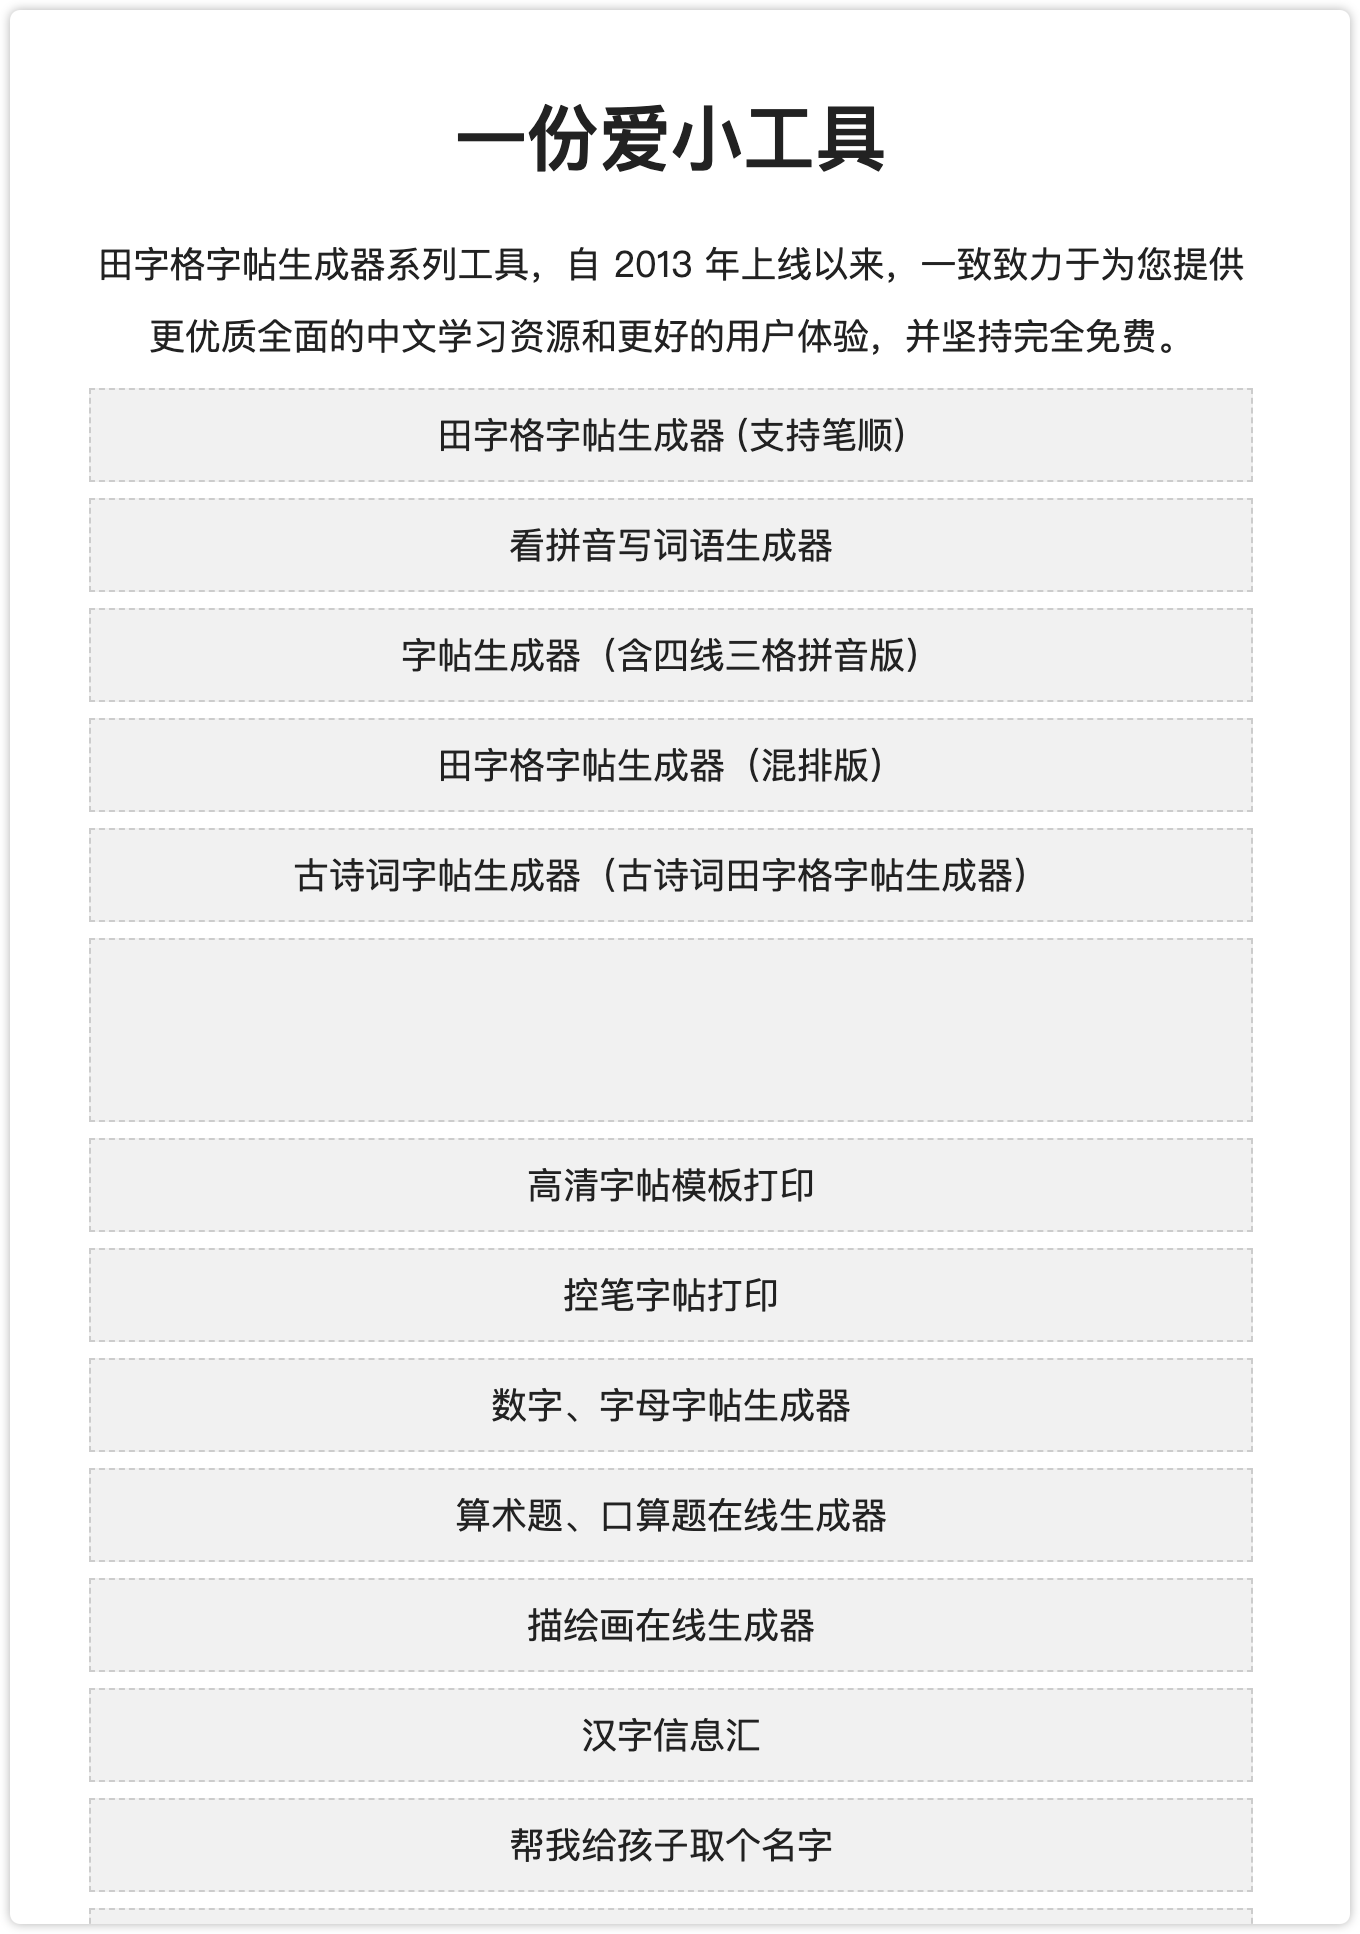 一份爱小工具
田字格字帖生成器系列工具，自 2013 年上线以来，一致致力于为您提供
更优质全面的中文学习资源和更好的用户体验，并坚持完全免费。
田字格字帖生成器 (支持笔顺)
看拼音写词语生成器
字帖生成器（含四线三格拼音版）
田字格字帖生成器（混排版）
古诗词字帖生成器（古诗词田字格字帖生成器）
高清字帖模板打印
控笔字帖打印
数字、字母字帖生成器
算术题、口算题在线生成器
描绘画在线生成器
汉字信息汇
帮我给孩子取个名字